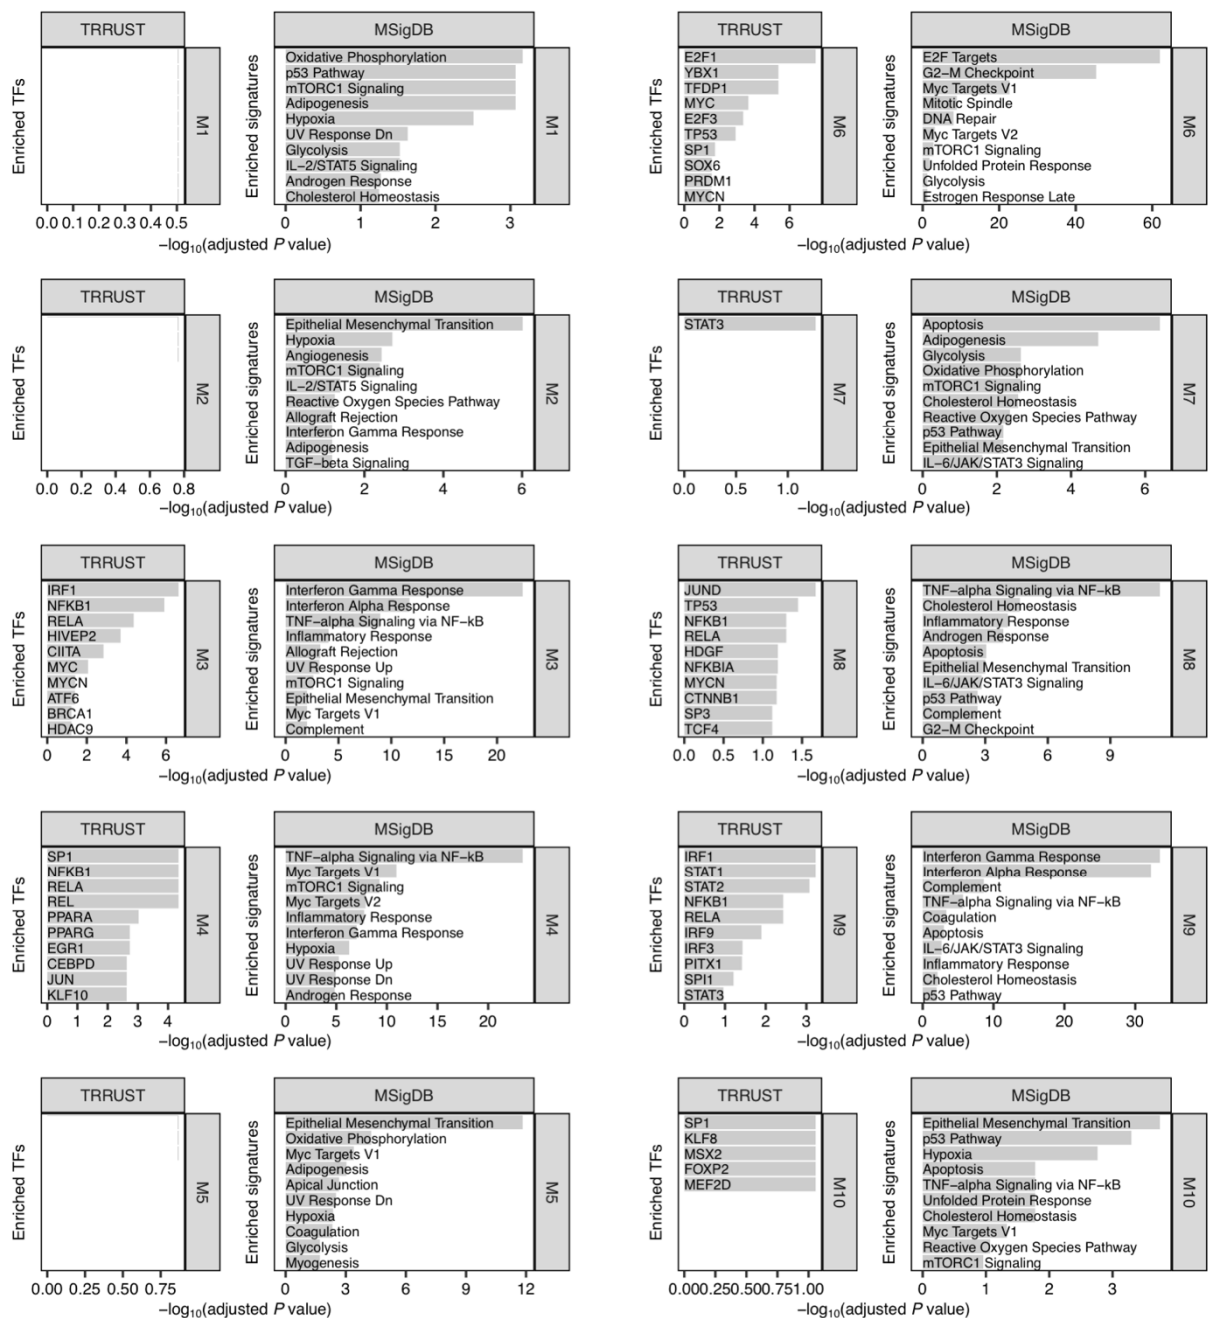 TRRUST
MSigDB
Enriched TFs
M1
Enriched signatures
Oxidative Phosphorylation
p53 Pathway
mTORC1 Signaling
Adipogenesis
Hypoxia
UV Response Dn
Glycolysis
IL−2/STAT5 Signaling
Androgen Response
Cholesterol Homeostasis
M1
0.0 0.1 0.2 0.3 0.4 0.5
0 1 2 3
−log10(adjusted P value)
TRRUST
MSigDB
Enriched TFs
E2F1
YBX1
TFDP1
MYC
E2F3
TP53
SP1
SOX6
PRDM1
MYCN
Enriched signatures
E2F Targets
G2−M Checkpoint
Myc Targets V1
Mitotic Spindle
DNA Repair
Myc Targets V2
mTORC1 Signaling
Unfolded Protein Response
Glycolysis
Estrogen Response Late
M6
0 2 4 6
0 20 40 60
−log10(adjusted P value)
TRRUST
MSigDB
Enriched TFs
M2
Enriched signatures
Epithelial Mesenchymal Transition
Hypoxia
Angiogenesis
mTORC1 Signaling
IL−2/STAT5 Signaling
Reactive Oxygen Species Pathway
Allograft Rejection
Interferon Gamma Response
Adipogenesis
TGF−beta Signaling
M2
0.0 0.2 0.4 0.6 0.8
0 2 4 6
−log10(adjusted P value)
TRRUST
MSigDB
Enriched TFs
STAT3
M7
Enriched signatures
Apoptosis
Adipogenesis
Glycolysis
Oxidative Phosphorylation
mTORC1 Signaling
Cholesterol Homeostasis
Reactive Oxygen Species Pathway
p53 Pathway
Epithelial Mesenchymal Transition
IL−6/JAK/STAT3 Signaling
M7
0.0 0.5 1.0
0 2 4 6
−log10(adjusted P value)
TRRUST
MSigDB
Enriched TFs
IRF1
NFKB1
RELA
HIVEP2
CIITA
MYC
MYCN
ATF6
BRCA1
HDAC9
M3
Enriched signatures
Interferon Gamma Response
Interferon Alpha Response
TNF−alpha Signaling via NF−kB
Inflammatory Response
Allograft Rejection
UV Response Up
mTORC1 Signaling
Epithelial Mesenchymal Transition
Myc Targets V1
Complement
M3
0 2 4 6
0 5 10 15 20
−log10(adjusted P value)
TRRUST
MSigDB
Enriched TFs
JUND
TP53
NFKB1
RELA
HDGF
NFKBIA
MYCN
CTNNB1
SP3
TCF4
M8
Enriched signatures
TNF−alpha Signaling via NF−kB
Cholesterol Homeostasis
Inflammatory Response
Androgen Response
Apoptosis
Epithelial Mesenchymal Transition
IL−6/JAK/STAT3 Signaling
p53 Pathway
Complement
G2−M Checkpoint
M8
0.0 0.5 1.0 1.5
0 3 6 9
−log10(adjusted P value)
TRRUST
MSigDB
Enriched TFs
SP1
NFKB1
RELA
REL
PPARA
PPARG
EGR1
CEBPD
JUN
KLF10
M4
Enriched signatures
TNF−alpha Signaling via NF−kB
Myc Targets V1
mTORC1 Signaling
Myc Targets V2
Inflammatory Response
Interferon Gamma Response
Hypoxia
UV Response Up
UV Response Dn
Androgen Response
M4
0 1 2 3 4
0 5 10 15 20
−log10(adjusted P value)
TRRUST
MSigDB
Enriched TFs
IRF1
STAT1
STAT2
NFKB1
RELA
IRF9
IRF3
PITX1
SPI1
STAT3
M9
Enriched signatures
Interferon Gamma Response
Interferon Alpha Response
Complement
TNF−alpha Signaling via NF−kB
Coagulation
Apoptosis
IL−6/JAK/STAT3 Signaling
Inflammatory Response
Cholesterol Homeostasis
p53 Pathway
M9
0 1 2 3
0 10 20 30
−log10(adjusted P value)
TRRUST
MSigDB
Enriched TFs
M5
Enriched signatures
Epithelial Mesenchymal Transition
Oxidative Phosphorylation
Myc Targets V1
Adipogenesis
Apical Junction
UV Response Dn
Hypoxia
Coagulation
Glycolysis
Myogenesis
M5
0.00 0.25 0.50 0.75
0 3 6 9 12
−log10(adjusted P value)
TRRUST
MSigDB
Enriched TFs
SP1
KLF8
MSX2
FOXP2
MEF2D
M10
Enriched signatures
Epithelial Mesenchymal Transition
p53 Pathway
Hypoxia
Apoptosis
TNF−alpha Signaling via NF−kB
Unfolded Protein Response
Cholesterol Homeostasis
Myc Targets V1
Reactive Oxygen Species Pathway
mTORC1 Signaling
M10
0.00 0.25 0.50 0.75 1.00
0 1 2 3
−log10(adjusted P value)